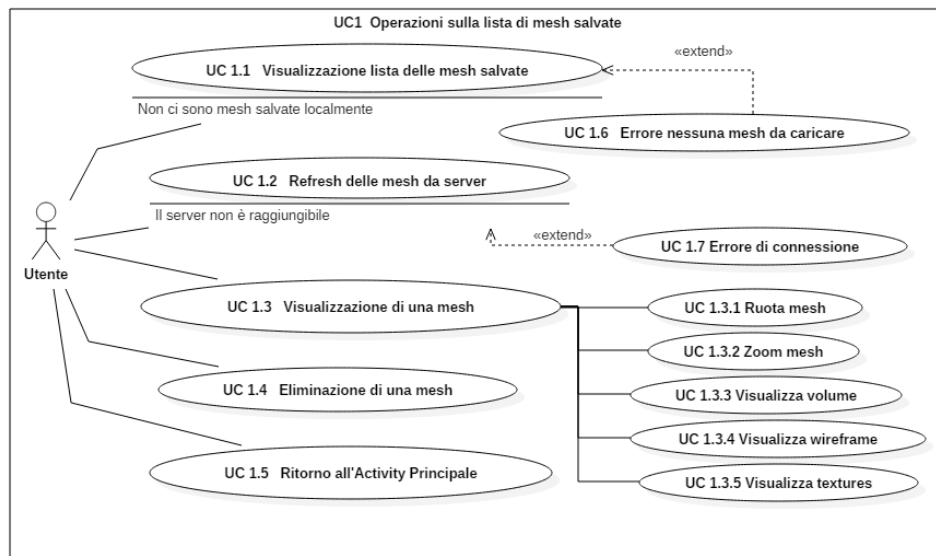 UC1 Operazioni sulla lista di mesh salvate
UC 1.1 Visualizzazione lista delle mesh salvate
«extend»
Non ci sono mesh salvate localmente
UC 1.6 Errore nessuna mesh da caricare
UC 1.2 Refresh delle mesh da server
Il server non è raggiungibile
«extend»
UC 1.7 Errore di connessione
Utente
UC 1.3 Visualizzazione di una mesh
UC 1.3.1 Ruota mesh
UC 1.3.2 Zoom mesh
UC 1.4 Eliminazione di una mesh
UC 1.3.3 Visualizza volume
UC 1.3.4 Visualizza wireframe
UC 1.5 Ritorno all'Activity Principale
UC 1.3.5 Visualizza textures